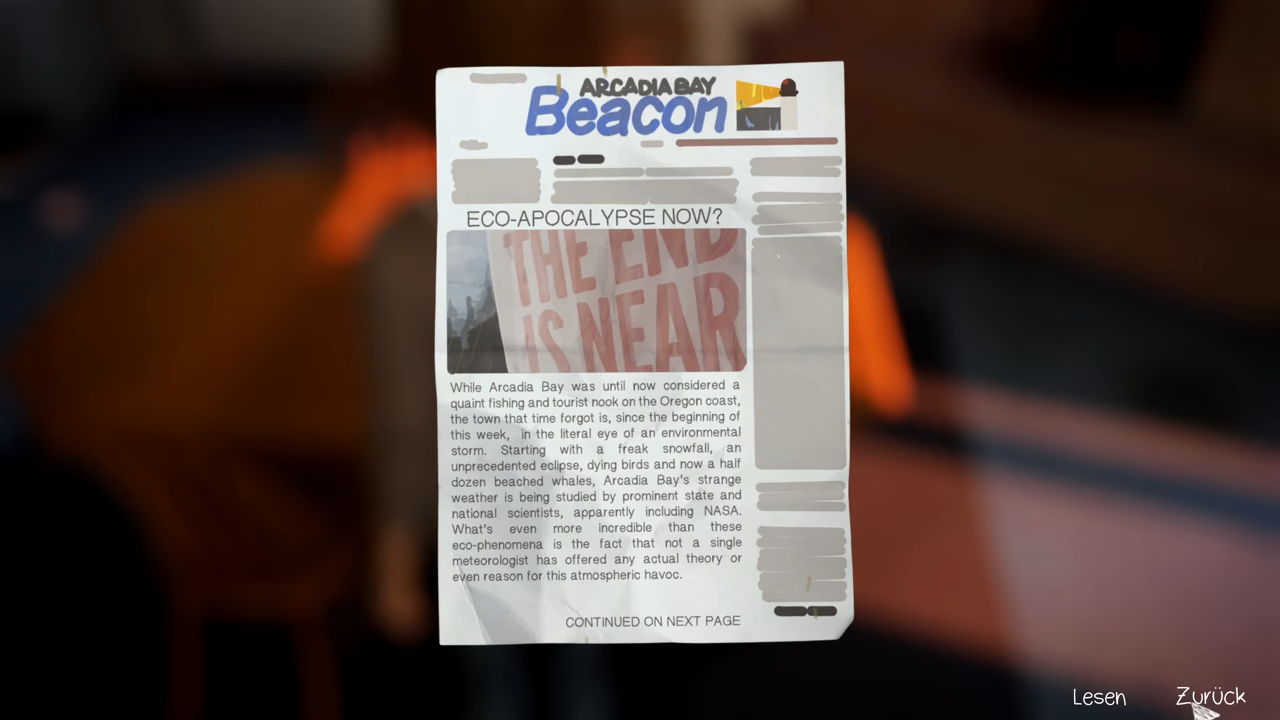 ARCADIA BAY
Beacon
ECO-APOCALYPSE NOW?
THE END
IS NEAR
While Arcadia Bay was until now considered a
quaint fishing and tourist nook on the Oregon coast,
the town that time forgot is, since the beginning of
this week, in the literal eye of an environmental
storm. Starting with a freak snowfall, an
unprecedented eclipse, dying birds and now a half
dozen beached whales, Arcadia Bay's strange
weather is being studied by prominent state and
national scientists, apparently including NASA.
What's even more incredible than these
eco-phenomena is the fact that not a single
meteorologist has offered any actual theory or
even reason for this atmospheric havoc.
CONTINUED ON NEXT PAGE
Lesen Zurück